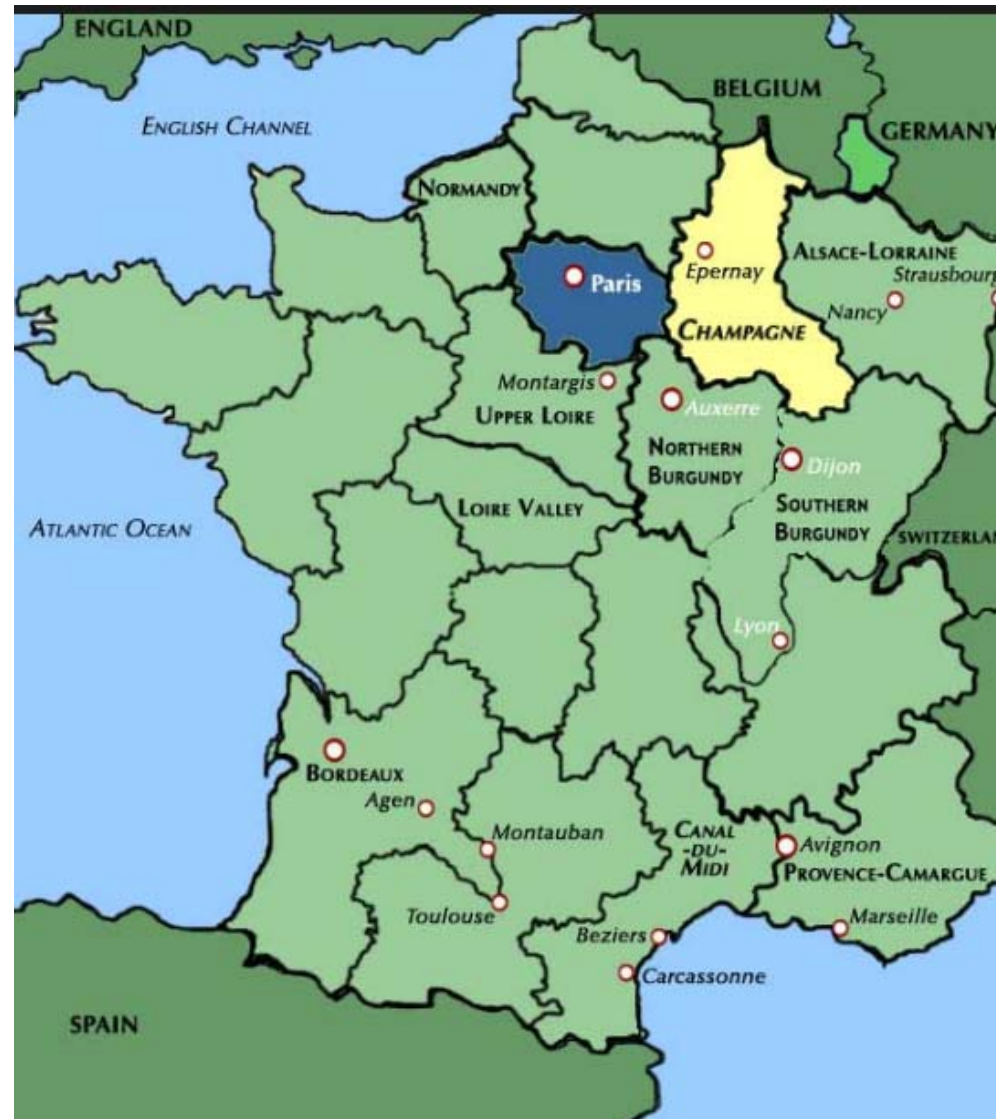 ENGLAND
ENGLISH CHANNEL
BELGIUM
GERMANY
NORMANDY
Paris
Epernay
CHAMPAGNE
ALSACE-LORRAINE
Strausbourg
Nancy
Montargis
UPPER LOIRE
Auxerre
NORTHERN
BURGUNDY
Dijon
SOUTHERN
BURGUNDY
LOIRE VALLEY
ATLANTIC OCEAN
SWITZERLAN
Lyon
BORDEAUX
Agen
Montauban
CANAL
-DU-
MIDI
Avignon
PROVENCE-CAMARGUE
Toulouse
Marseille
Beziers
Carcassonne
SPAIN